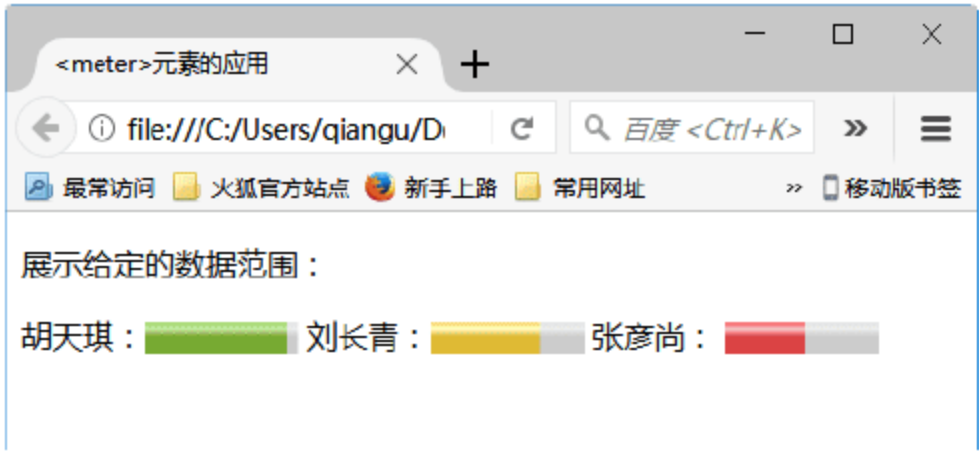 <meter>元素的应用
file:///C:/Users/qiangu/D
百度 <Ctrl+K>
最常访问 火狐官方站点 新手上路 常用网址 移动版书签
展示给定的数据范围：
胡天琪： 刘长青： 张彦尚：